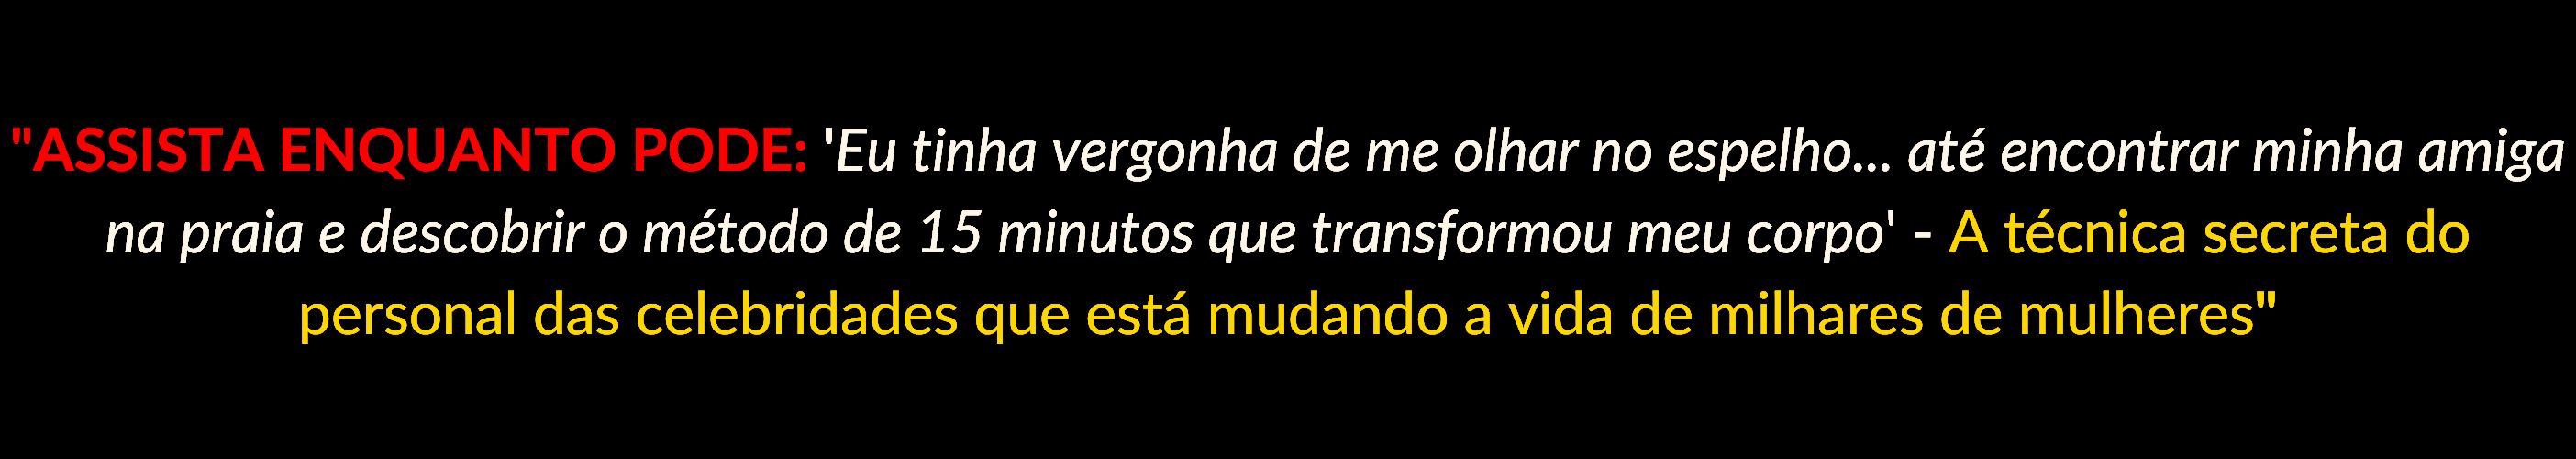 "ASSISTA ENQUANTO PODE: 'Eu tinha vergonha de me olhar no espelho... até encontrar minha amiga
na praia e descobrir o método de 15 minutos que transformou meu corpo' - A técnica secreta do
personal das celebridades que está mudando a vida de milhares de mulheres"